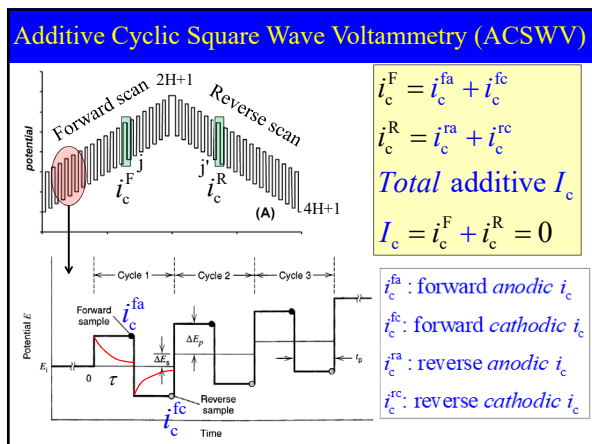 Additive Cyclic Square Wave Voltammetry (ACSWV)
potential
Forward scan
2H+1
Reverse scan
j
j'
i_c^F
i_c^R
(A)
4H+1
i_c^F = i_c^fa + i_c^fc
i_c^R = i_c^ra + i_c^rc
Total additive I_c
I_c = i_c^F + i_c^R = 0
Cycle 1
Cycle 2
Cycle 3
Potential E
Forward
sample
i_c^fa
ΔE_s
ΔE_p
t_p
E_i
0
τ
i_c^fc
Reverse
sample
Time
i_c^fa : forward anodic i_c
i_c^fc : forward cathodic i_c
i_c^ra : reverse anodic i_c
i_c^rc : reverse cathodic i_c